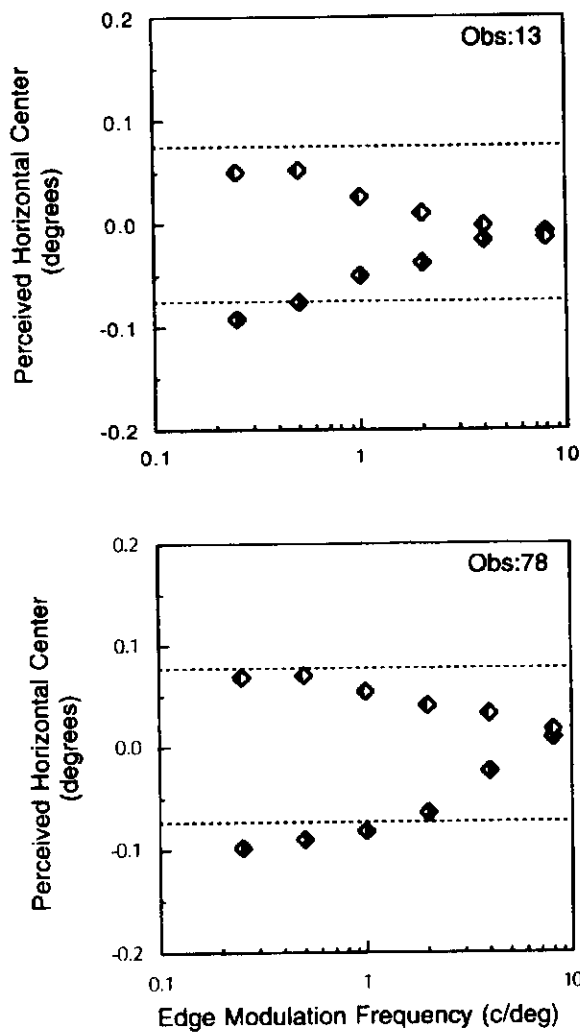 Obs:13
Perceived Horizontal Center
(degrees)
0.2
0.1
0.0
-0.1
-0.2
0.1
1
10
Obs:78
Perceived Horizontal Center
(degrees)
0.2
0.1
0.0
-0.1
-0.2
0.1
1
10
Edge Modulation Frequency (c/deg)